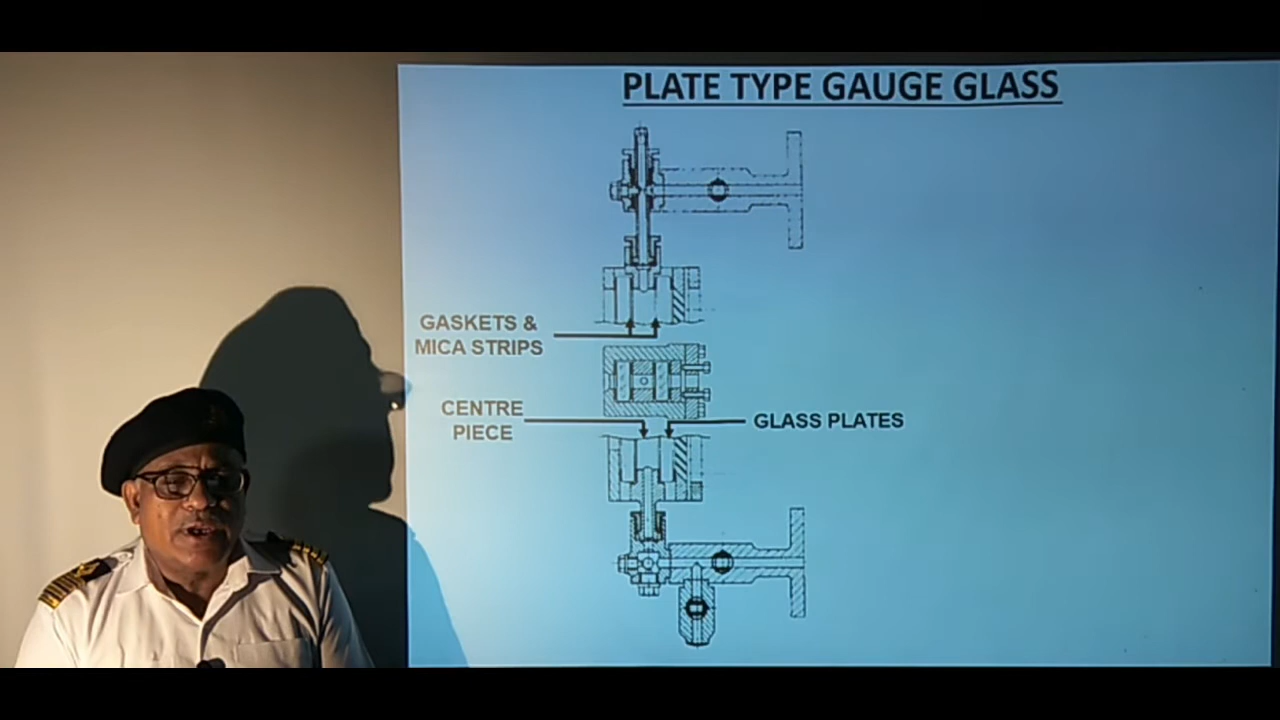 PLATE TYPE GAUGE GLASS
GASKETS &
MICA STRIPS
CENTRE
PIECE
GLASS PLATES